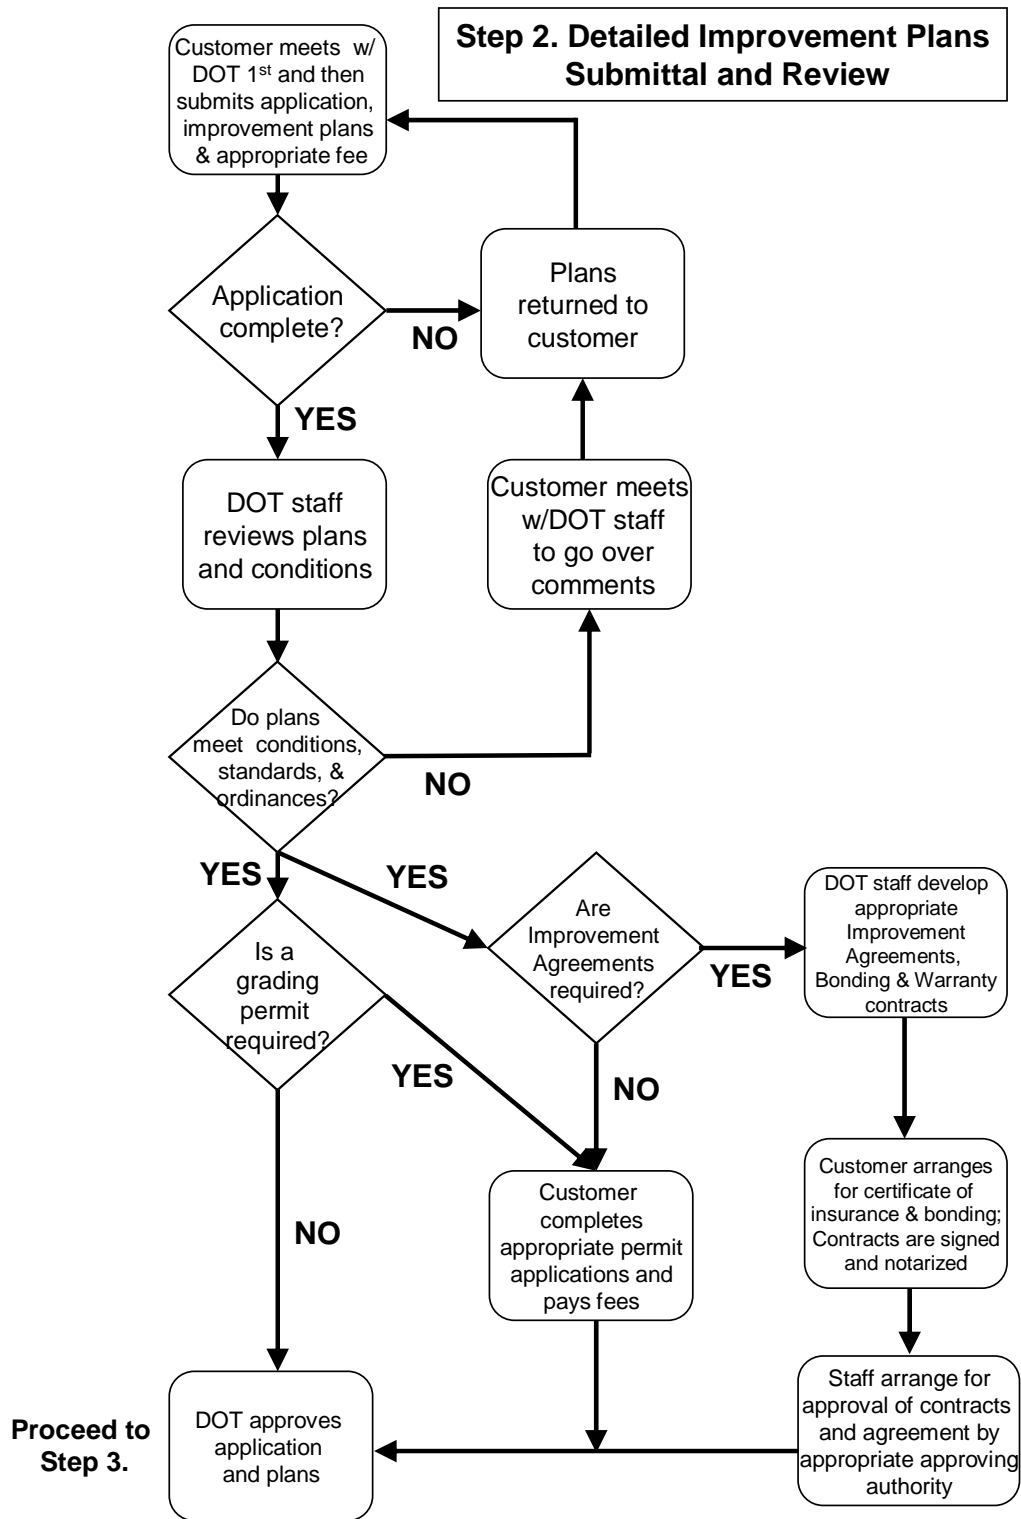 Step 2. Detailed Improvement Plans
Submittal and Review
Customer meets w/
DOT 1st and then
submits application,
improvement plans
& appropriate fee
Application
complete?
NO
Plans
returned to
customer
YES
DOT staff
reviews plans
and conditions
Customer meets
w/DOT staff
to go over
comments
Do plans
meet conditions,
standards, &
ordinances?
NO
YES
YES
Are
Improvement
Agreements
required?
YES
DOT staff develop
appropriate
Improvement
Agreements,
Bonding & Warranty
contracts
Is a
grading
permit
required?
YES
NO
Customer arranges
for certificate of
insurance & bonding;
Contracts are signed
and notarized
NO
Customer
completes
appropriate permit
applications and
pays fees
Staff arrange for
approval of contracts
and agreement by
appropriate approving
authority
DOT approves
application
and plans
Proceed to
Step 3.